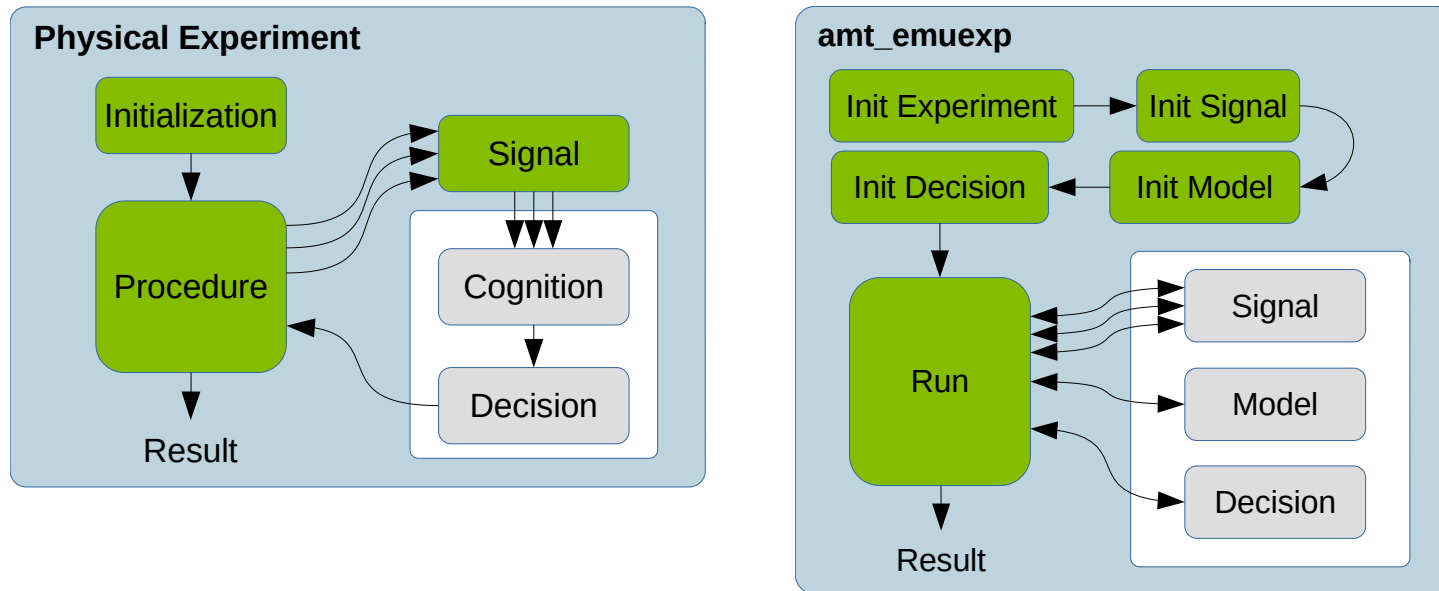 Physical Experiment
Initialization
Signal
Procedure
Cognition
Decision
Result
amt_emuexp
Init Experiment
Init Signal
Init Decision
Init Model
Run
Signal
Model
Decision
Result